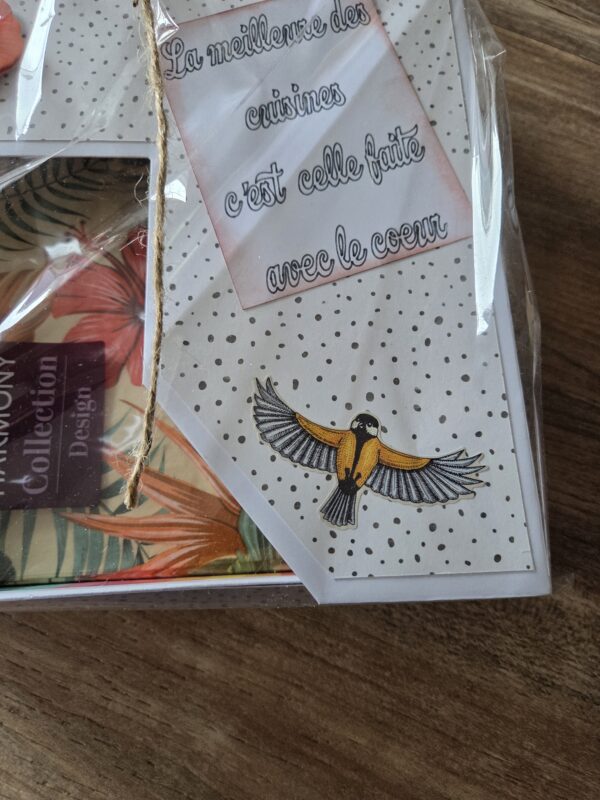 La meilleure des
cuisines
c'est celle faite
avec le coeur
HARMONY
Collection
Design